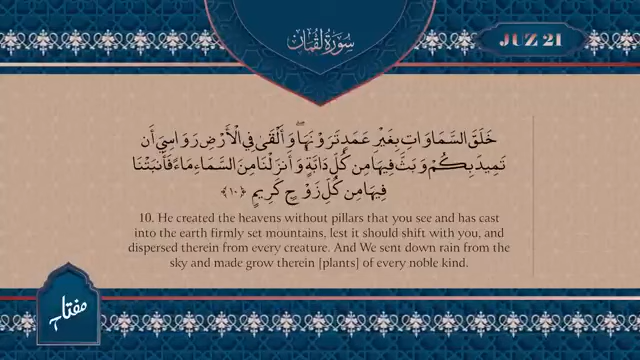 سُورَةُ لُقْمَان
JUZ 21
خَلَقَ السَّمَاوَاتِ بِغَيْرِ عَمَدٍ تَرَوْنَهَا ۖ وَأَلْقَىٰ فِي الْأَرْضِ رَوَاسِيَ أَن
تَمِيدَ بِكُمْ وَبَثَّ فِيهَا مِن كُلِّ دَابَّةٍ وَأَنزَلْنَا مِنَ السَّمَاءِ مَاءً فَأَنبَتْنَا
فِيهَا مِن كُلِّ زَوْجٍ كَرِيمٍ ﴿١٠﴾
10. He created the heavens without pillars that you see and has cast
into the earth firmly set mountains, lest it should shift with you, and
dispersed therein from every creature. And We sent down rain from the
sky and made grow therein [plants] of every noble kind.
مفتاح